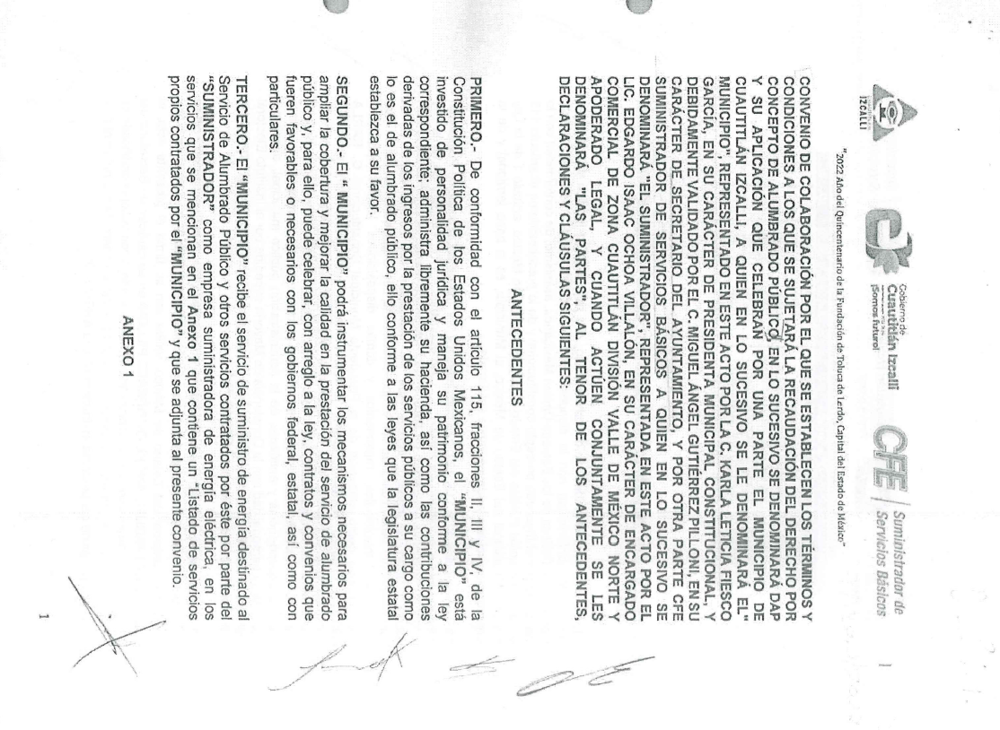 IZCALLI
Gobierno de
Cuautitlán Izcalli
¡Somos futuro!
CFE
Suministrador de
Servicios Básicos
"2022 Año del Quincentenario de la Fundación de Toluca de Lerdo, Capital del Estado de México"
CONVENIO DE COLABORACIÓN POR EL QUE SE ESTABLECEN LOS TÉRMINOS Y
CONDICIONES A LOS QUE SE SUJETARÁ LA RECAUDACIÓN DEL DERECHO POR
CONCEPTO DE ALUMBRADO PÚBLICO, EN LO SUCESIVO SE DENOMINARÁ DAP
Y SU APLICACIÓN QUE CELEBRAN POR UNA PARTE EL MUNICIPIO DE
CUAUTITLÁN IZCALLI, A QUIEN EN LO SUCESIVO SE LE DENOMINARÁ EL"
MUNICIPIO", REPRESENTADO EN ESTE ACTO POR LA C. KARLA LETICIA FIESCO
GARCÍA, EN SU CARÁCTER DE PRESIDENTA MUNICIPAL CONSTITUCIONAL, Y
DEBIDAMENTE VALIDADO POR EL C. MIGUEL ÁNGEL GUTIÉRREZ PILLONI, EN SU
CARÁCTER DE SECRETARIO DEL AYUNTAMIENTO, Y POR OTRA PARTE CFE
SUMINISTRADOR DE SERVICIOS BÁSICOS A QUIEN EN LO SUCESIVO SE
DENOMINARÁ "EL SUMINISTRADOR", REPRESENTADA EN ESTE ACTO POR EL
LIC. EDGARDO ISAAC OCHOA VILLALÓN, EN SU CARÁCTER DE ENCARGADO
COMERCIAL DE ZONA CUAUTITLÁN DIVISIÓN VALLE DE MÉXICO NORTE Y
APODERADO LEGAL, Y CUANDO ACTÚEN CONJUNTAMENTE SE LES
DENOMINARÁ "LAS PARTES", AL TENOR DE LOS ANTECEDENTES,
DECLARACIONES Y CLÁUSULAS SIGUIENTES:
ANTECEDENTES
PRIMERO.- De conformidad con el artículo 115, fracciones II, III y IV, de la
Constitución Política de los Estados Unidos Mexicanos, el "MUNICIPIO" está
investido de personalidad jurídica y maneja su patrimonio conforme a la ley
correspondiente; administra libremente su hacienda, así como las contribuciones
derivadas de los ingresos por la prestación de los servicios públicos a su cargo como
lo es el de alumbrado público, ello conforme a las leyes que la legislatura estatal
establezca a su favor.
SEGUNDO.- El " MUNICIPIO" podrá instrumentar los mecanismos necesarios para
ampliar la cobertura y mejorar la calidad en la prestación del servicio de alumbrado
público y, para ello, puede celebrar, con arreglo a la ley, contratos y convenios que
fueren favorables o necesarios con los gobiernos federal, estatal, así como con
particulares.
TERCERO.- El "MUNICIPIO" recibe el servicio de suministro de energía destinado al
Servicio de Alumbrado Público y otros servicios contratados por éste por parte del
"SUMINISTRADOR" como empresa suministradora de energía eléctrica, en los
servicios que se mencionan en el Anexo 1 que contiene un "Listado de servicios
propios contratados por el "MUNICIPIO" y que se adjunta al presente convenio.
ANEXO 1
1